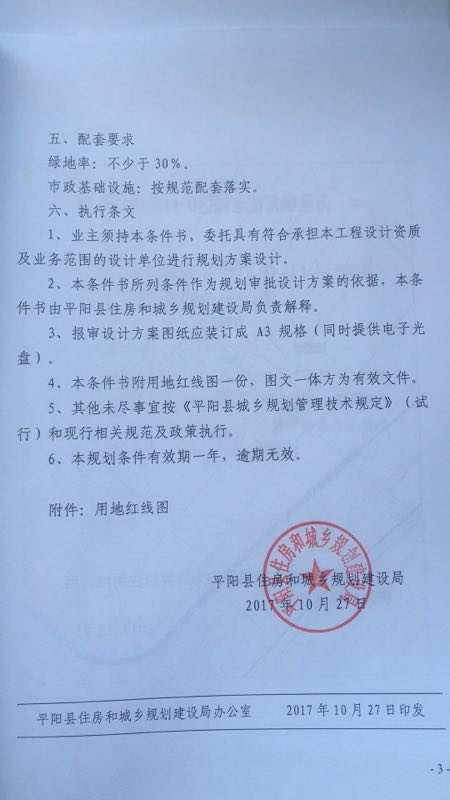 五、配套要求
绿地率：不少于30%。
市政基础设施：按规范配套落实。
六、执行条文
1、业主须持本条件书，委托具有符合承担本工程设计资质
及业务范围的设计单位进行规划方案设计。
2、本条件书所列条件作为规划审批设计方案的依据，本条
件书由平阳县住房和城乡规划建设局负责解释。
3、报审设计方案图纸应装订成 A3 规格（同时提供电子光
盘）。
4、本条件书附用地红线图一份，图文一体方为有效文件。
5、其他未尽事宜按《平阳县城乡规划管理技术规定》（试
行）和现行相关规范及政策执行。
6、本规划条件有效期一年，逾期无效。
附件：用地红线图
平阳县住房和城乡规划建设局
平阳县住房和城乡规划建设局
2017年10月27日
平阳县住房和城乡规划建设局办公室 2017年10月27日印发
-3-